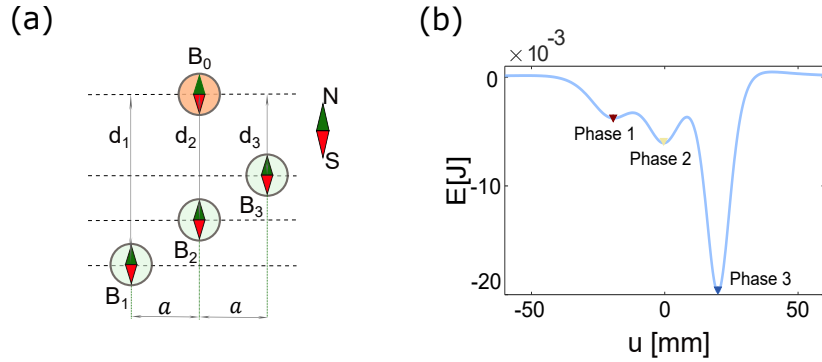 (a)
B₀
N
d₁
d₂
d₃
S
B₃
B₂
B₁
a
a
(b)
× 10⁻³
0
Phase 1
Phase 2
E[J]
-10
Phase 3
-20
-50
0
50
u [mm]